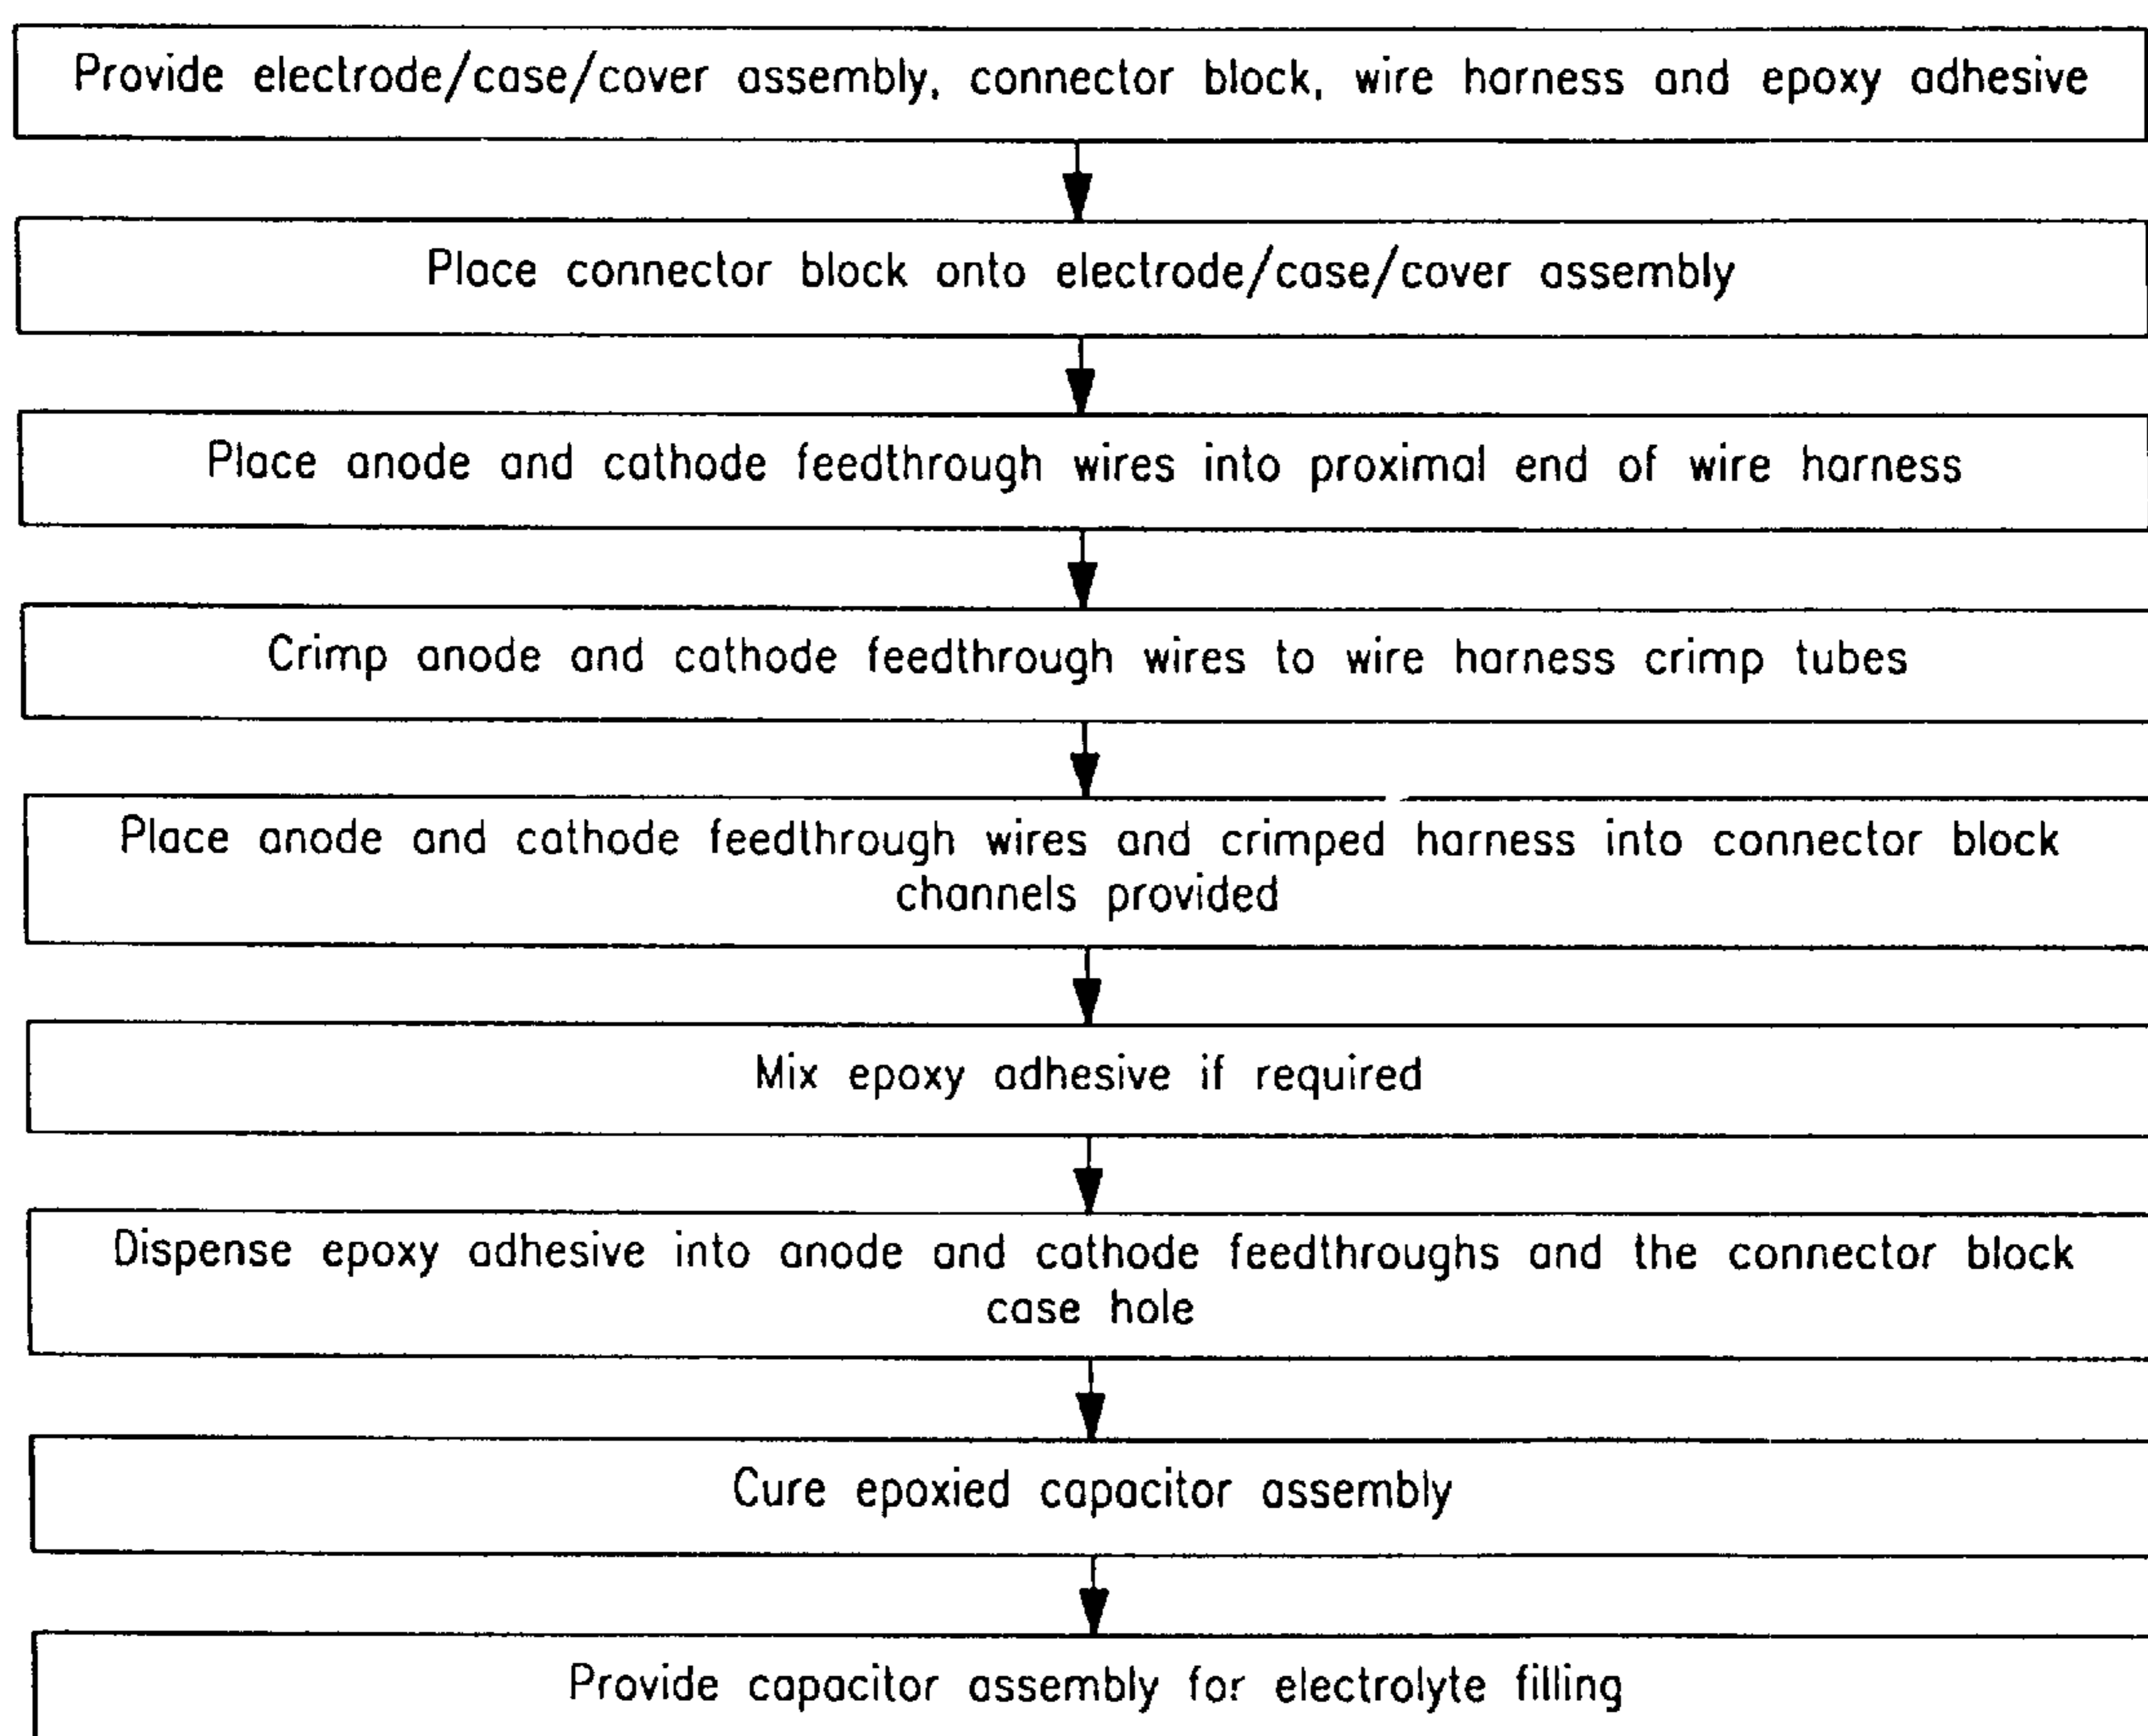 Provide electrode/case/cover assembly, connector block, wire harness and epoxy adhesive
Place connector block onto electrode/case/cover assembly
Place anode and cathode feedthrough wires into proximal end of wire harness
Crimp anode and cathode feedthrough wires to wire harness crimp tubes
Place anode and cathode feedthrough wires and crimped harness into connector block
channels provided
Mix epoxy adhesive if required
Dispense epoxy adhesive into anode and cathode feedthroughs and the connector block
case hole
Cure epoxied capacitor assembly
Provide capacitor assembly for electrolyte filling